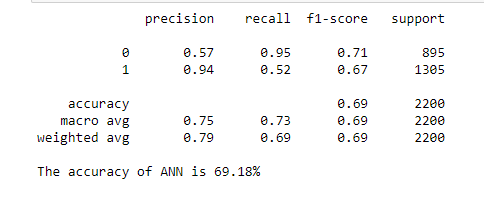 precision recall f1-score support
0 0.57 0.95 0.71 895
1 0.94 0.52 0.67 1305
accuracy 0.69 2200
macro avg 0.75 0.73 0.69 2200
weighted avg 0.79 0.69 0.69 2200
The accuracy of ANN is 69.18%